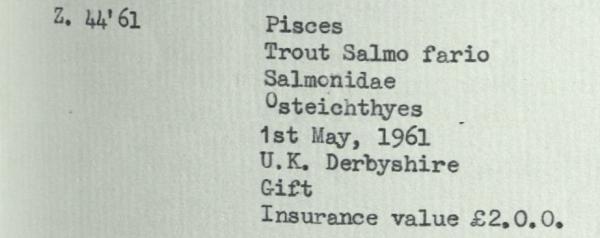 Z. 44'61
Pisces
Trout Salmo fario
Salmonidae
Osteichthyes
1st May, 1961
U.K. Derbyshire
Gift
Insurance value £2.0.0.